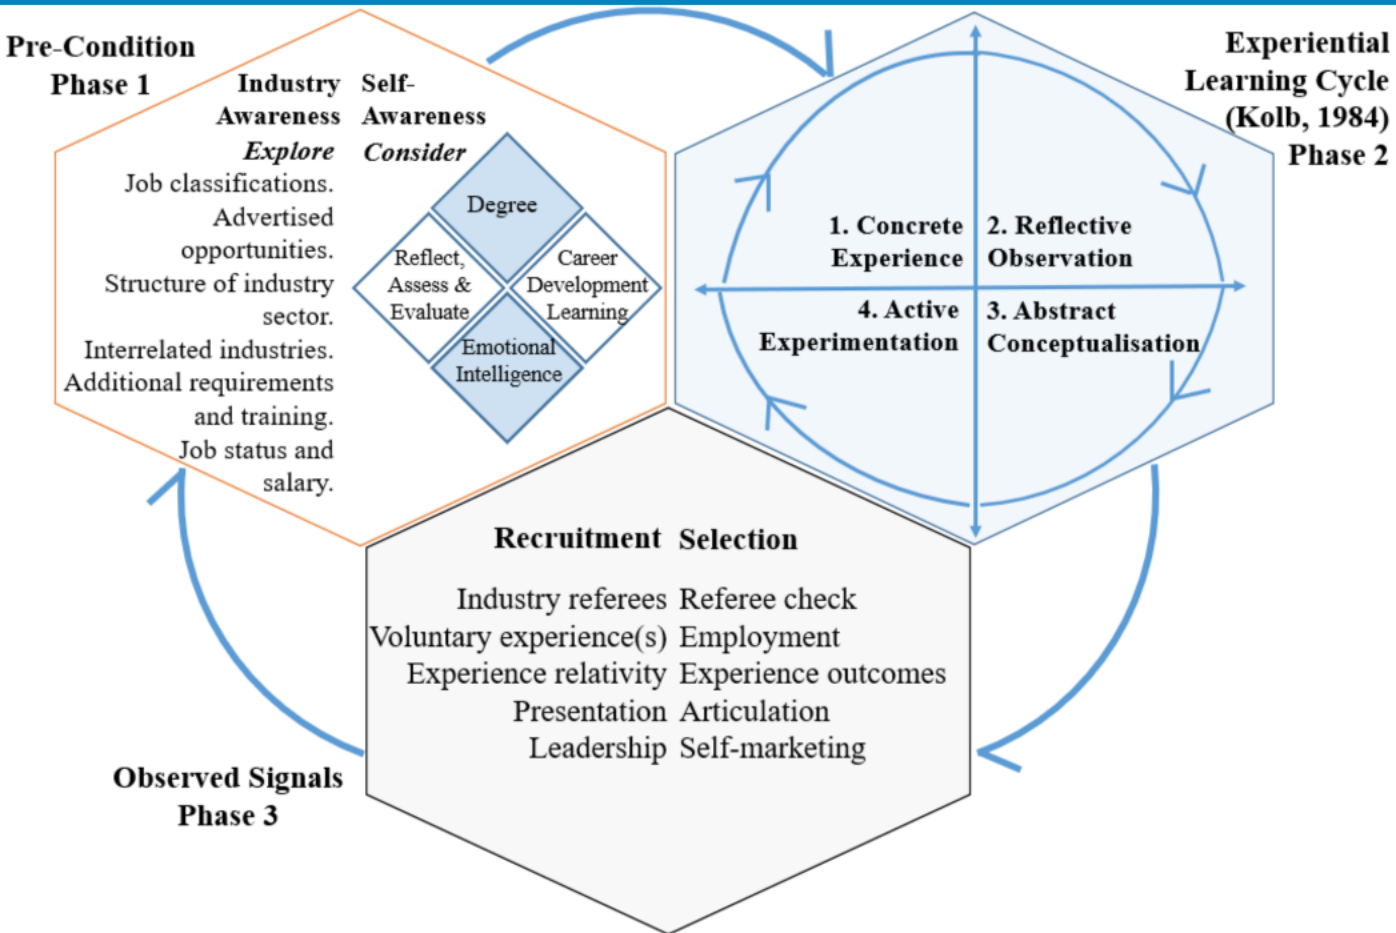 Pre-Condition
Phase 1
Industry
Awareness
Explore
Job classifications.
Advertised
opportunities.
Structure of industry
sector.
Interrelated industries.
Additional requirements
and training.
Job status and
salary.
Self-
Awareness
Consider
Degree
Reflect,
Assess &
Evaluate
Career
Development
Learning
Emotional
Intelligence
Experiential
Learning Cycle
(Kolb, 1984)
Phase 2
1. Concrete
Experience
2. Reflective
Observation
4. Active
Experimentation
3. Abstract
Conceptualisation
Recruitment Selection
Industry referees Referee check
Voluntary experience(s) Employment
Experience relativity Experience outcomes
Presentation Articulation
Leadership Self-marketing
Observed Signals
Phase 3